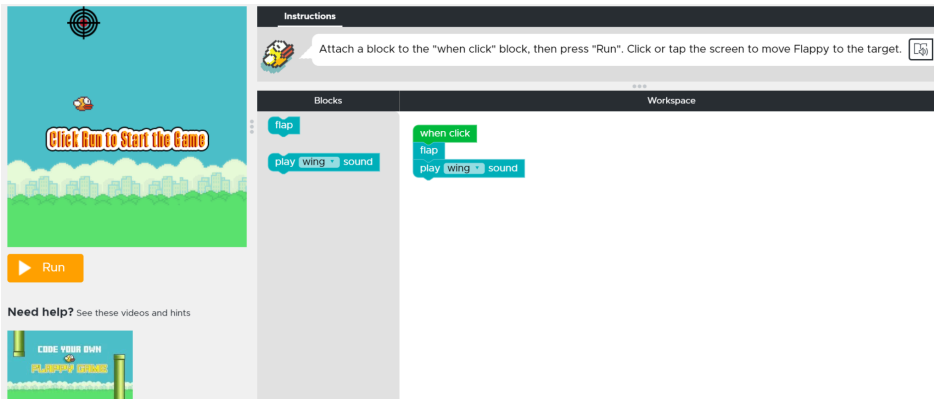 Instructions
Attach a block to the "when click" block, then press "Run". Click or tap the screen to move Flappy to the target.
Click Run to Start the Game
Blocks
Workspace
flap
play wing sound
when click
flap
play wing sound
Run
Need help? See these videos and hints
CODE YOUR OWN
FLAPPY GAME